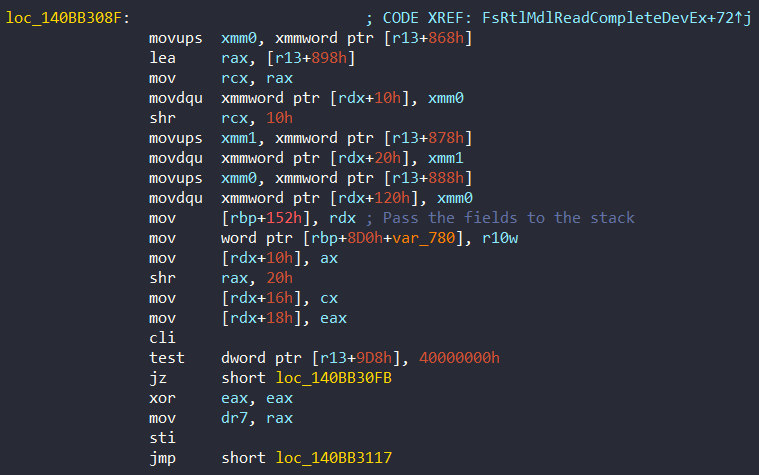 loc_140BB308F: ; CODE XREF: FsRtlMdlReadCompleteDevEx+72↑j
movups xmm0, xmmword ptr [r13+868h]
lea rax, [r13+898h]
mov rcx, rax
movdqu xmmword ptr [rdx+10h], xmm0
shr rcx, 10h
movups xmm1, xmmword ptr [r13+878h]
movdqu xmmword ptr [rdx+20h], xmm1
movups xmm0, xmmword ptr [r13+888h]
movdqu xmmword ptr [rdx+120h], xmm0
mov [rbp+152h], rdx ; Pass the fields to the stack
mov word ptr [rbp+8D0h+var_780], r10w
mov [rdx+10h], ax
shr rax, 20h
mov [rdx+16h], cx
mov [rdx+18h], eax
cli
test dword ptr [r13+9D8h], 40000000h
jz short loc_140BB30FB
xor eax, eax
mov dr7, rax
sti
jmp short loc_140BB3117